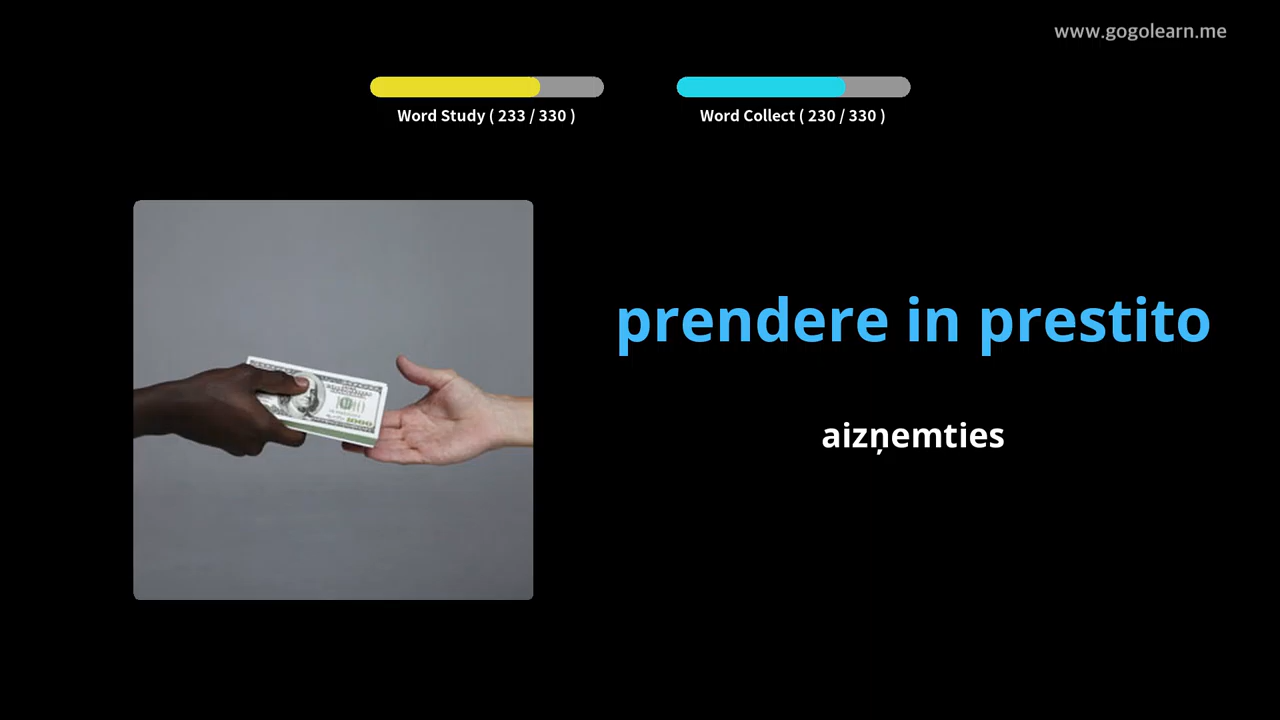 www.gogolearn.me
Word Study ( 233 / 330 )
Word Collect ( 230 / 330 )
prendere in prestito
aizņemties